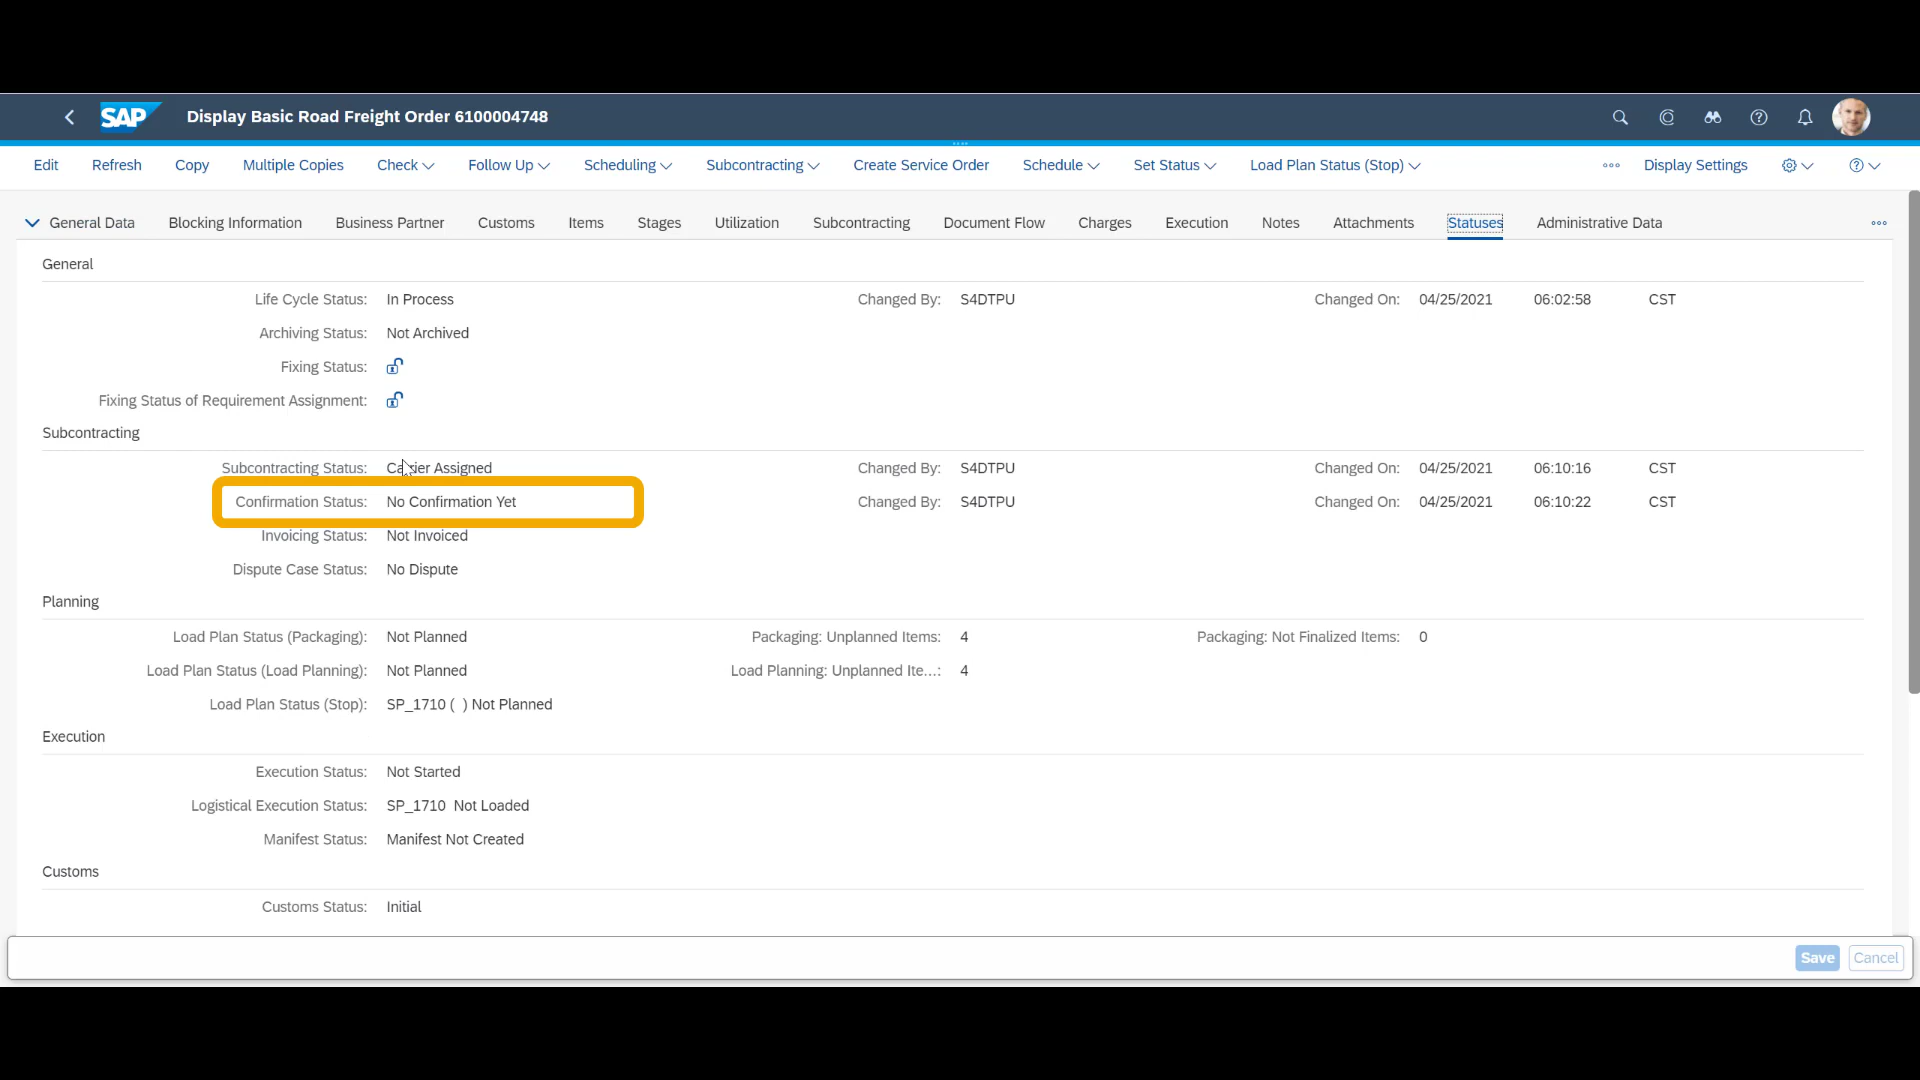 SAP Display Basic Road Freight Order 6100004748
Edit Refresh Copy Multiple Copies Check Follow Up Scheduling Subcontracting Create Service Order Schedule Set Status Load Plan Status (Stop) Display Settings
General Data Blocking Information Business Partner Customs Items Stages Utilization Subcontracting Document Flow Charges Execution Notes Attachments Statuses Administrative Data
General
Life Cycle Status: In Process Changed By: S4DTPU Changed On: 04/25/2021 06:02:58 CST
Archiving Status: Not Archived
Fixing Status:
Fixing Status of Requirement Assignment:
Subcontracting
Subcontracting Status: Carrier Assigned Changed By: S4DTPU Changed On: 04/25/2021 06:10:16 CST
Confirmation Status: No Confirmation Yet Changed By: S4DTPU Changed On: 04/25/2021 06:10:22 CST
Invoicing Status: Not Invoiced
Dispute Case Status: No Dispute
Planning
Load Plan Status (Packaging): Not Planned Packaging: Unplanned Items: 4 Packaging: Not Finalized Items: 0
Load Plan Status (Load Planning): Not Planned Load Planning: Unplanned Ite...: 4
Load Plan Status (Stop): SP_1710 ( ) Not Planned
Execution
Execution Status: Not Started
Logistical Execution Status: SP_1710 Not Loaded
Manifest Status: Manifest Not Created
Customs
Customs Status: Initial
Save Cancel